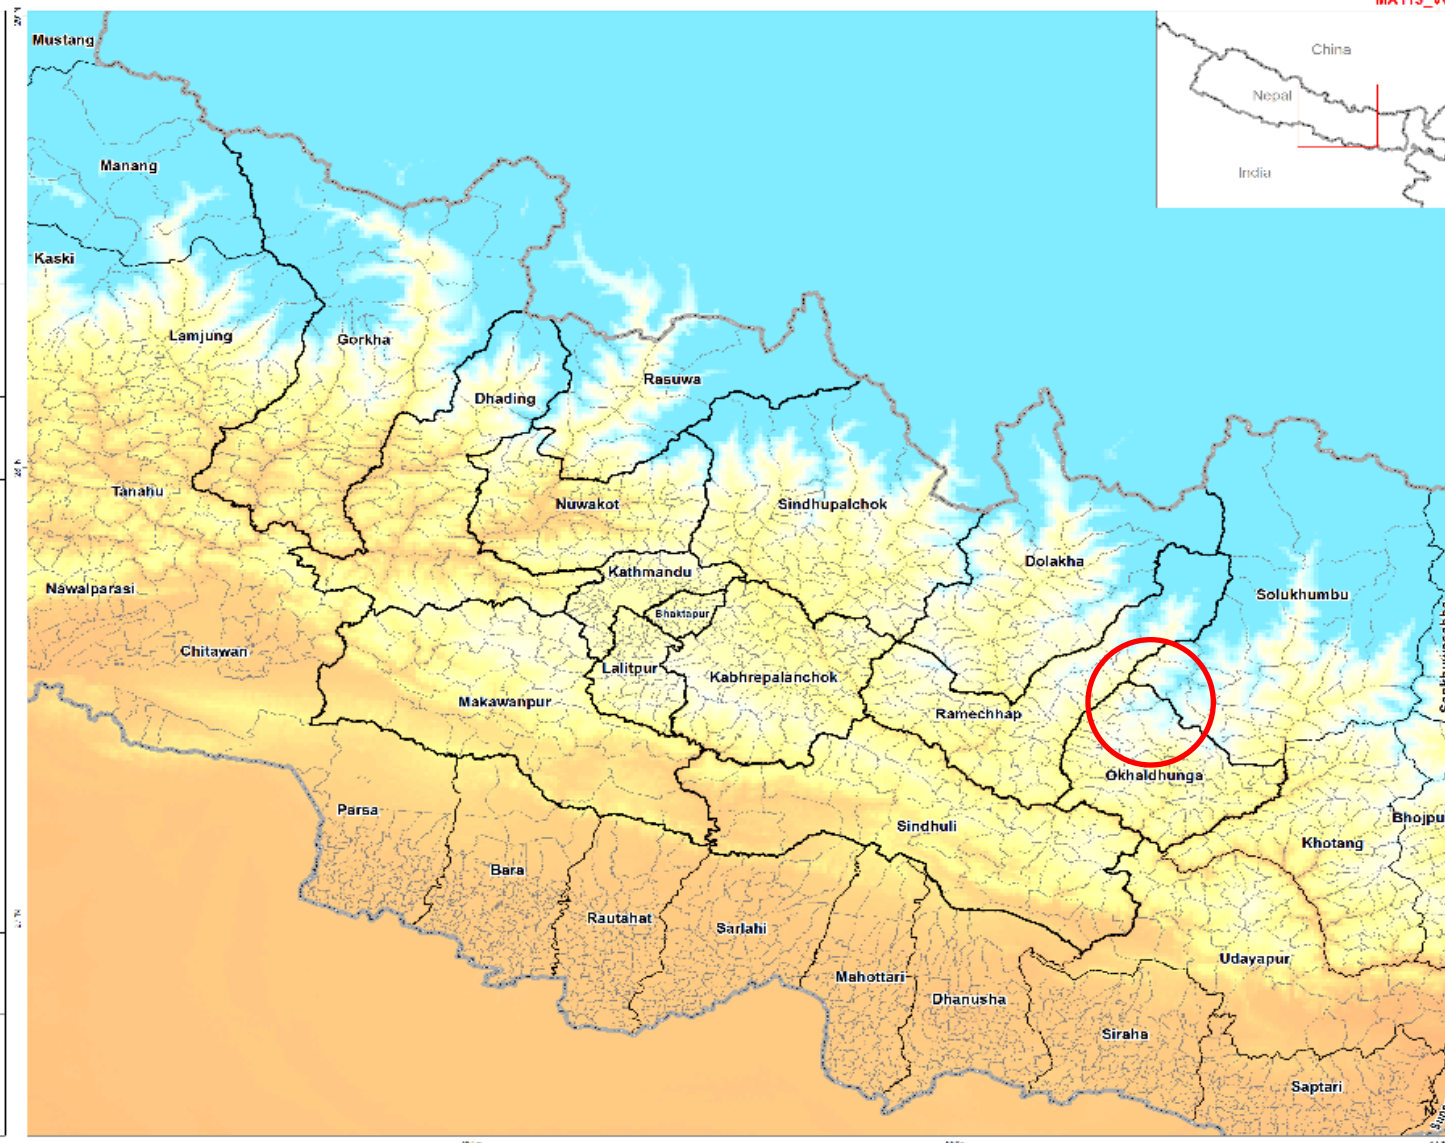 Mustang
China
Nepal
Manang
India
Kaski
Lamjung
Gorkha
Rasuwa
Dhading
Tanahu
Nuwakot
Sindhupalchok
Dolakha
Kathmandu
Nawalparasi
Solukhumbu
Bhaktapur
Chitawan
Lalitpur
Kabhrepalanchok
Makawanpur
Ramechhap
Okhaldhunga
Parsa
Sindhuli
Bhojpu
Khotang
Bara
Rautahat
Sarlahi
Udayapur
Mahottari
Dhanusha
Siraha
Saptari